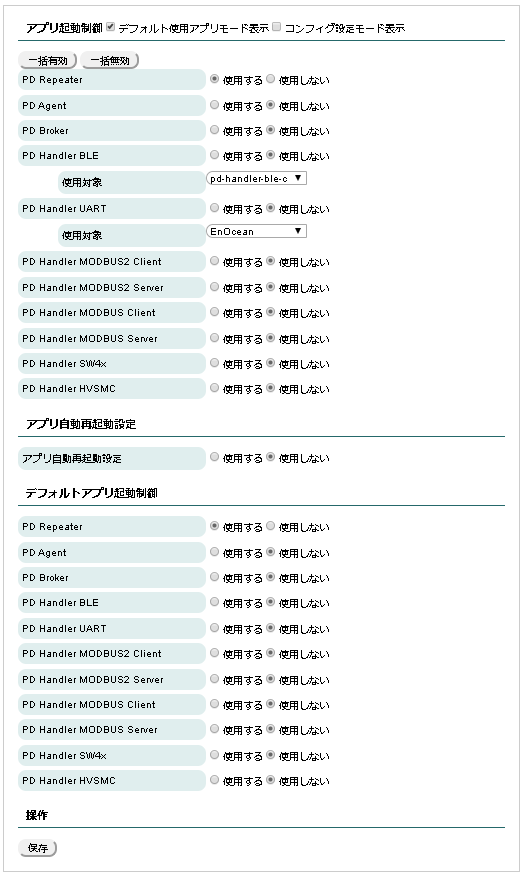 アプリ起動制御 デフォルト使用アプリモード表示 コンフィグ設定モード表示
一括有効 一括無効
PD Repeater 使用する 使用しない
PD Agent 使用する 使用しない
PD Broker 使用する 使用しない
PD Handler BLE 使用する 使用しない
使用対象 pd-handler-ble-c
PD Handler UART 使用する 使用しない
使用対象 EnOcean
PD Handler MODBUS2 Client 使用する 使用しない
PD Handler MODBUS2 Server 使用する 使用しない
PD Handler MODBUS Client 使用する 使用しない
PD Handler MODBUS Server 使用する 使用しない
PD Handler SW4x 使用する 使用しない
PD Handler HVSMC 使用する 使用しない
アプリ自動再起動設定
アプリ自動再起動設定 使用する 使用しない
デフォルトアプリ起動制御
PD Repeater 使用する 使用しない
PD Agent 使用する 使用しない
PD Broker 使用する 使用しない
PD Handler BLE 使用する 使用しない
PD Handler UART 使用する 使用しない
PD Handler MODBUS2 Client 使用する 使用しない
PD Handler MODBUS2 Server 使用する 使用しない
PD Handler MODBUS Client 使用する 使用しない
PD Handler MODBUS Server 使用する 使用しない
PD Handler SW4x 使用する 使用しない
PD Handler HVSMC 使用する 使用しない
操作
保存